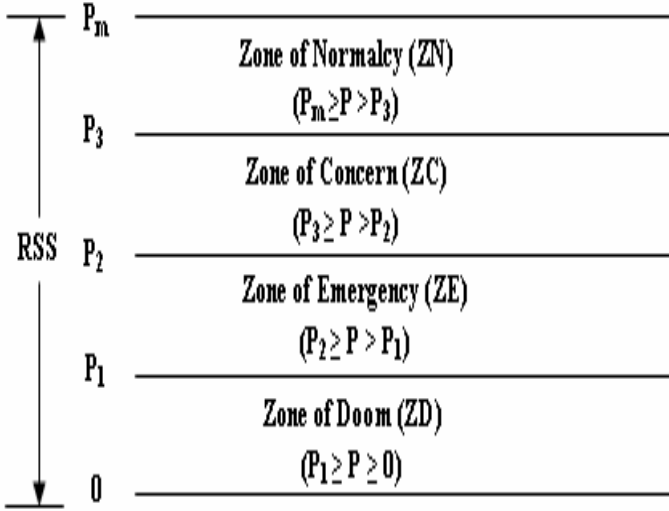 Pm
Zone of Normalcy (ZN)
(Pm ≥P >P3)
P3
Zone of Concern (ZC)
(P3 ≥ P >P2)
RSS P2
Zone of Emergency (ZE)
(P2 ≥ P > P1)
P1
Zone of Doom (ZD)
(P1 ≥ P ≥ 0)
0